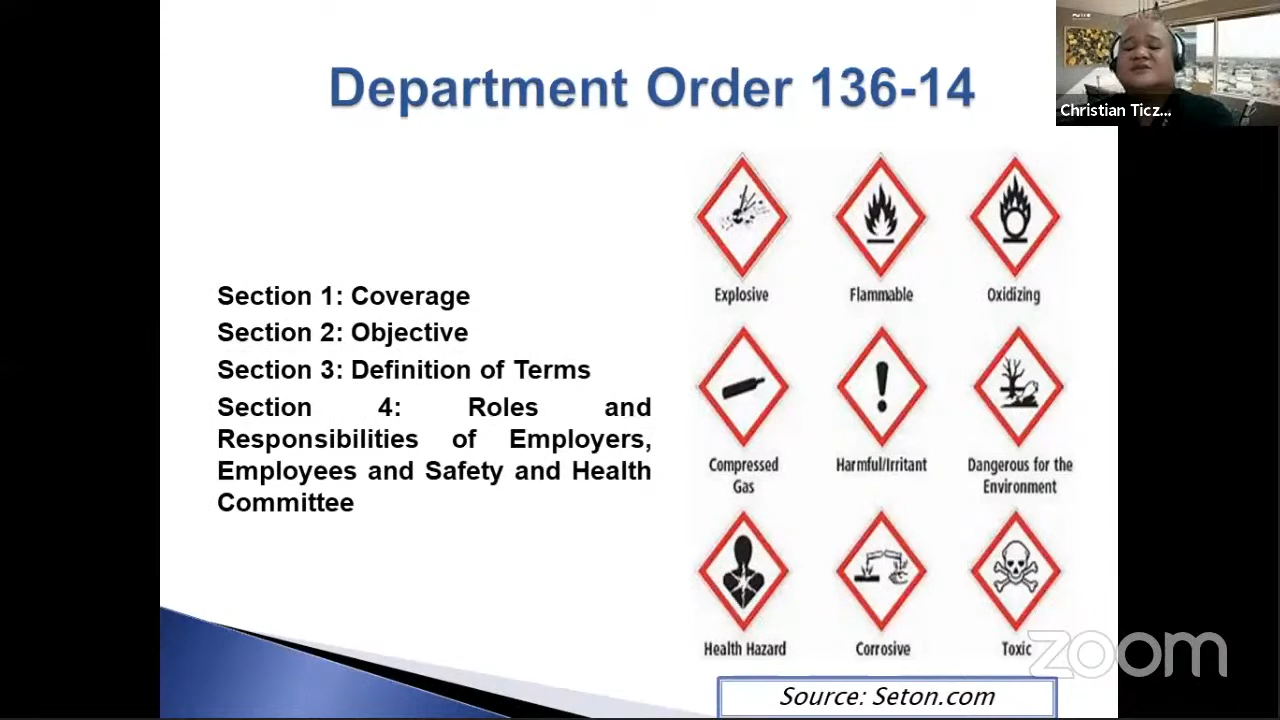 Department Order 136-14
Christian Ticz...
Section 1: Coverage
Section 2: Objective
Section 3: Definition of Terms
Section 4: Roles and
Responsibilities of Employers,
Employees and Safety and Health
Committee
Explosive
Flammable
Oxidizing
Compressed
Gas
Harmful/Irritant
Dangerous for the
Environment
Health Hazard
Corrosive
Toxic
zoom
Source: Seton.com